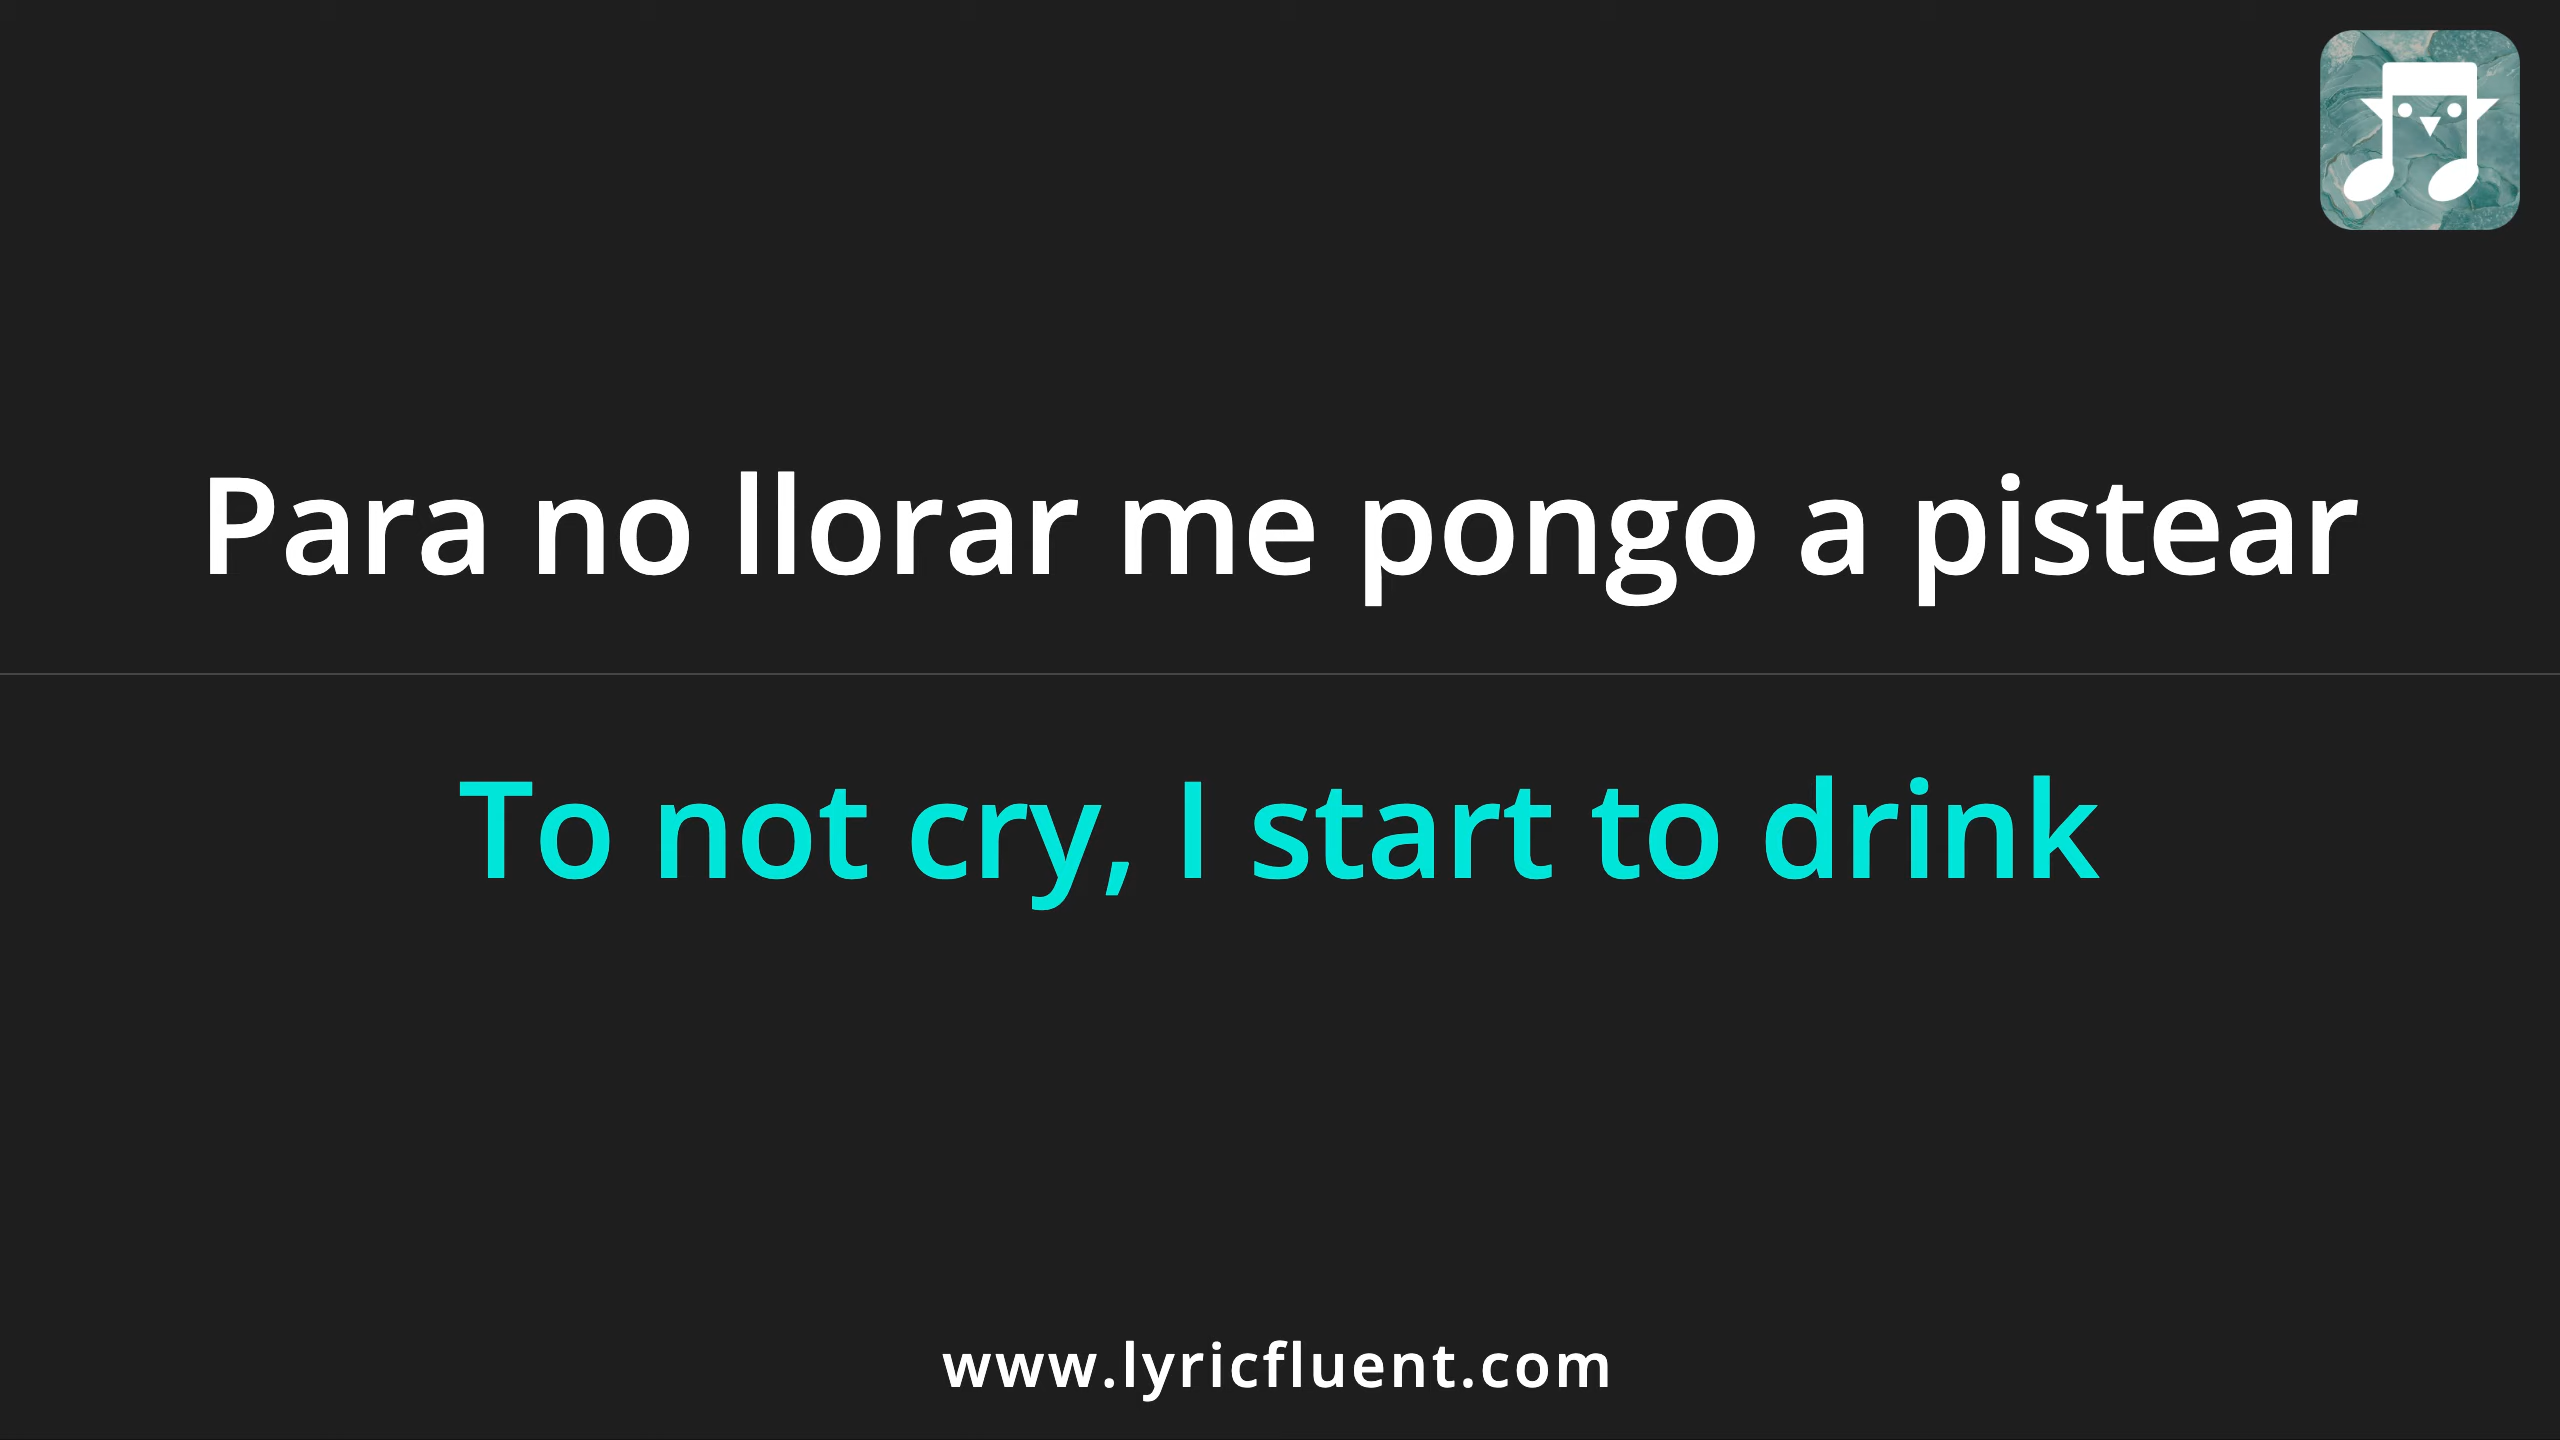 Para no llorar me pongo a pistear
To not cry, I start to drink
www.lyricfluent.com